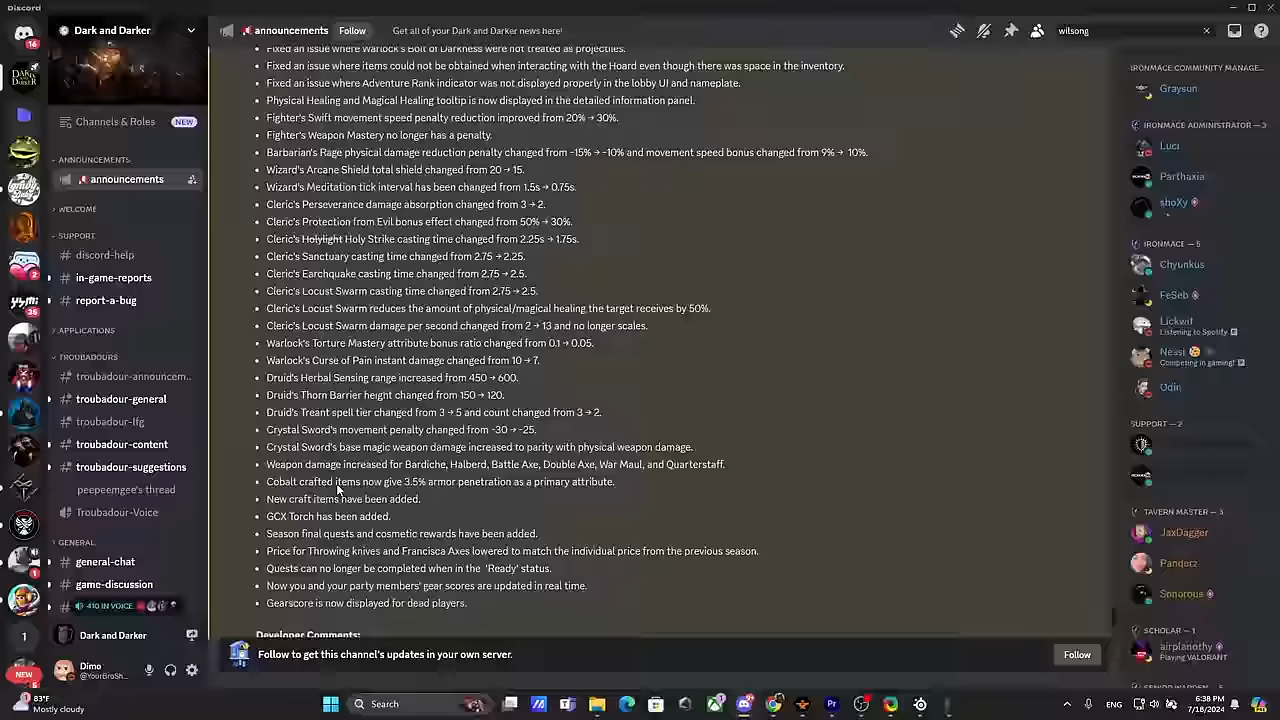 Discord
Dark and Darker
announcements
Follow
Get all of your Dark and Darker news here!
wilsong
16
DARK AND DARKER
2
35
1
1
NEW
Channels & Roles
NEW
ANNOUNCEMENTS
announcements
WELCOME
SUPPORT
discord-help
in-game-reports
report-a-bug
APPLICATIONS
TROUBADOURS
troubadour-announcem...
troubadour-general
troubadour-lfg
troubadour-content
troubadour-suggestions
peepeemgee's thread
Troubadour-Voice
GENERAL
general-chat
game-discussion
410 IN VOICE
Dark and Darker
Dimo
@YourBroSh...
Fixed an issue where Warlock's Bolt of Darkness were not treated as projectiles.
Fixed an issue where items could not be obtained when interacting with the Hoard even though there was space in the inventory.
Fixed an issue where Adventure Rank indicator was not displayed properly in the lobby UI and nameplate.
Physical Healing and Magical Healing tooltip is now displayed in the detailed information panel.
Fighter's Swift movement speed penalty reduction improved from 20% → 30%.
Fighter's Weapon Mastery no longer has a penalty.
Barbarian's Rage physical damage reduction penalty changed from -15% → -10% and movement speed bonus changed from 9% → 10%.
Wizard's Arcane Shield total shield changed from 20 → 15.
Wizard's Meditation tick interval has been changed from 1.5s → 0.75s.
Cleric's Perseverance damage absorption changed from 3 → 2.
Cleric's Protection from Evil bonus effect changed from 50% → 30%.
Cleric's Holylight Holy Strike casting time changed from 2.25s → 1.75s.
Cleric's Sanctuary casting time changed from 2.75 → 2.25.
Cleric's Earchquake casting time changed from 2.75 → 2.5.
Cleric's Locust Swarm casting time changed from 2.75 → 2.5.
Cleric's Locust Swarm reduces the amount of physical/magical healing the target receives by 50%.
Cleric's Locust Swarm damage per second changed from 2 → 13 and no longer scales.
Warlock's Torture Mastery attribute bonus ratio changed from 0.1 → 0.05.
Warlock's Curse of Pain instant damage changed from 10 → 7.
Druid's Herbal Sensing range increased from 450 → 600.
Druid's Thorn Barrier height changed from 150 → 120.
Druid's Treant spell tier changed from 3 → 5 and count changed from 3 → 2.
Crystal Sword's movement penalty changed from -30 → -25.
Crystal Sword's base magic weapon damage increased to parity with physical weapon damage.
Weapon damage increased for Bardiche, Halberd, Battle Axe, Double Axe, War Maul, and Quarterstaff.
Cobalt crafted items now give 3.5% armor penetration as a primary attribute.
New craft items have been added.
GCX Torch has been added.
Season final quests and cosmetic rewards have been added.
Price for Throwing knives and Francisca Axes lowered to match the individual price from the previous season.
Quests can no longer be completed when in the 'Ready' status.
Now you and your party members' gear scores are updated in real time.
Gearscore is now displayed for dead players.
Developer Comments:
Follow to get this channel's updates in your own server.
Follow
IRONMACE COMMUNITY MANAGE...
Graysun
IRONMACE ADMINISTRATOR — 3
Luci
Parthaxia
shoXy
IRONMACE — 5
Chyunkus
FeSeb
Lickwit
Listening to Spotify
Nessi
Competing in gaming!
Odin
SUPPORT — 2
TAVERN MASTER — 3
JaxDagger
Panderz
Sonorous
SCHOLAR — 1
airplanothy
Playing VALORANT
83°F
Mostly cloudy
Search
ENG
6:38 PM
7/18/2024